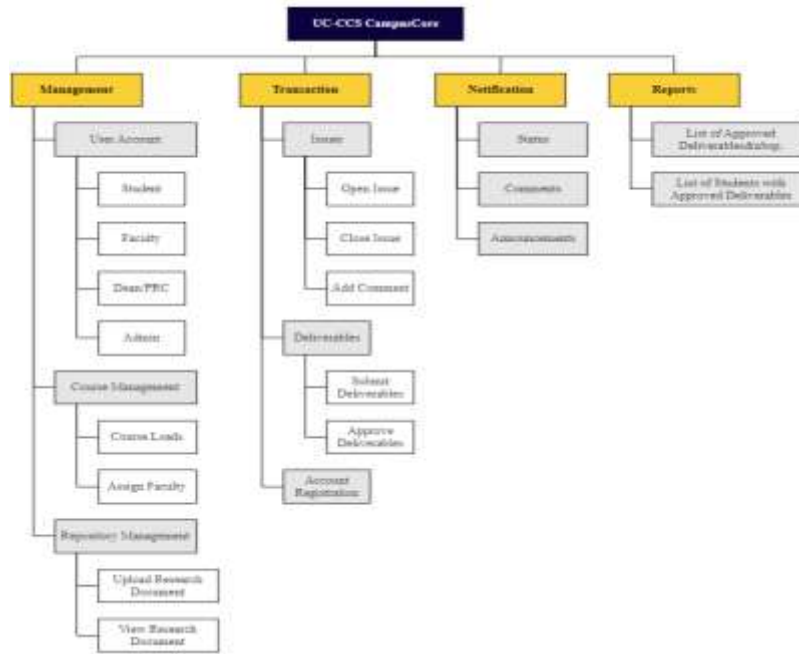 UC-CCS CampusCore
Management
User Account
Student
Faculty
Dean/PRC
Admin
Course Management
Course Loads
Assign Faculty
Repository Management
Upload Research
Document
View Research
Document
Transaction
Issues
Open Issue
Close Issue
Add Comment
Deliverables
Submit
Deliverables
Approve
Deliverables
Account
Registration
Notification
Status
Comments
Announcements
Reports
List of Approved
Deliverables&nbsp;
List of Students with
Approved Deliverables